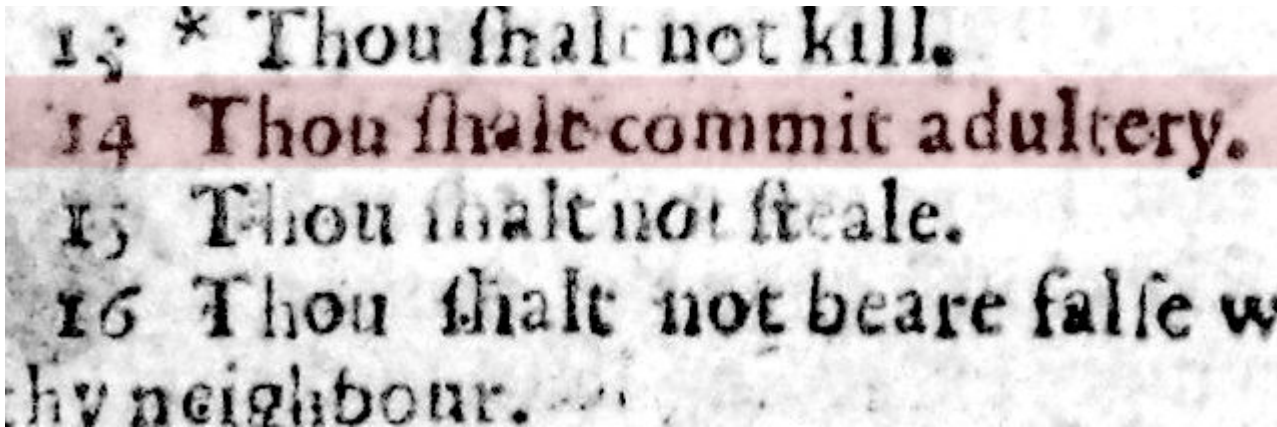 13 * Thou ſhalt not kill.
14 Thou ſhalt commit adultery.
15 Thou ſhalt not ſteale.
16 Thou ſhalt not beare falſe w
hy neighbour.